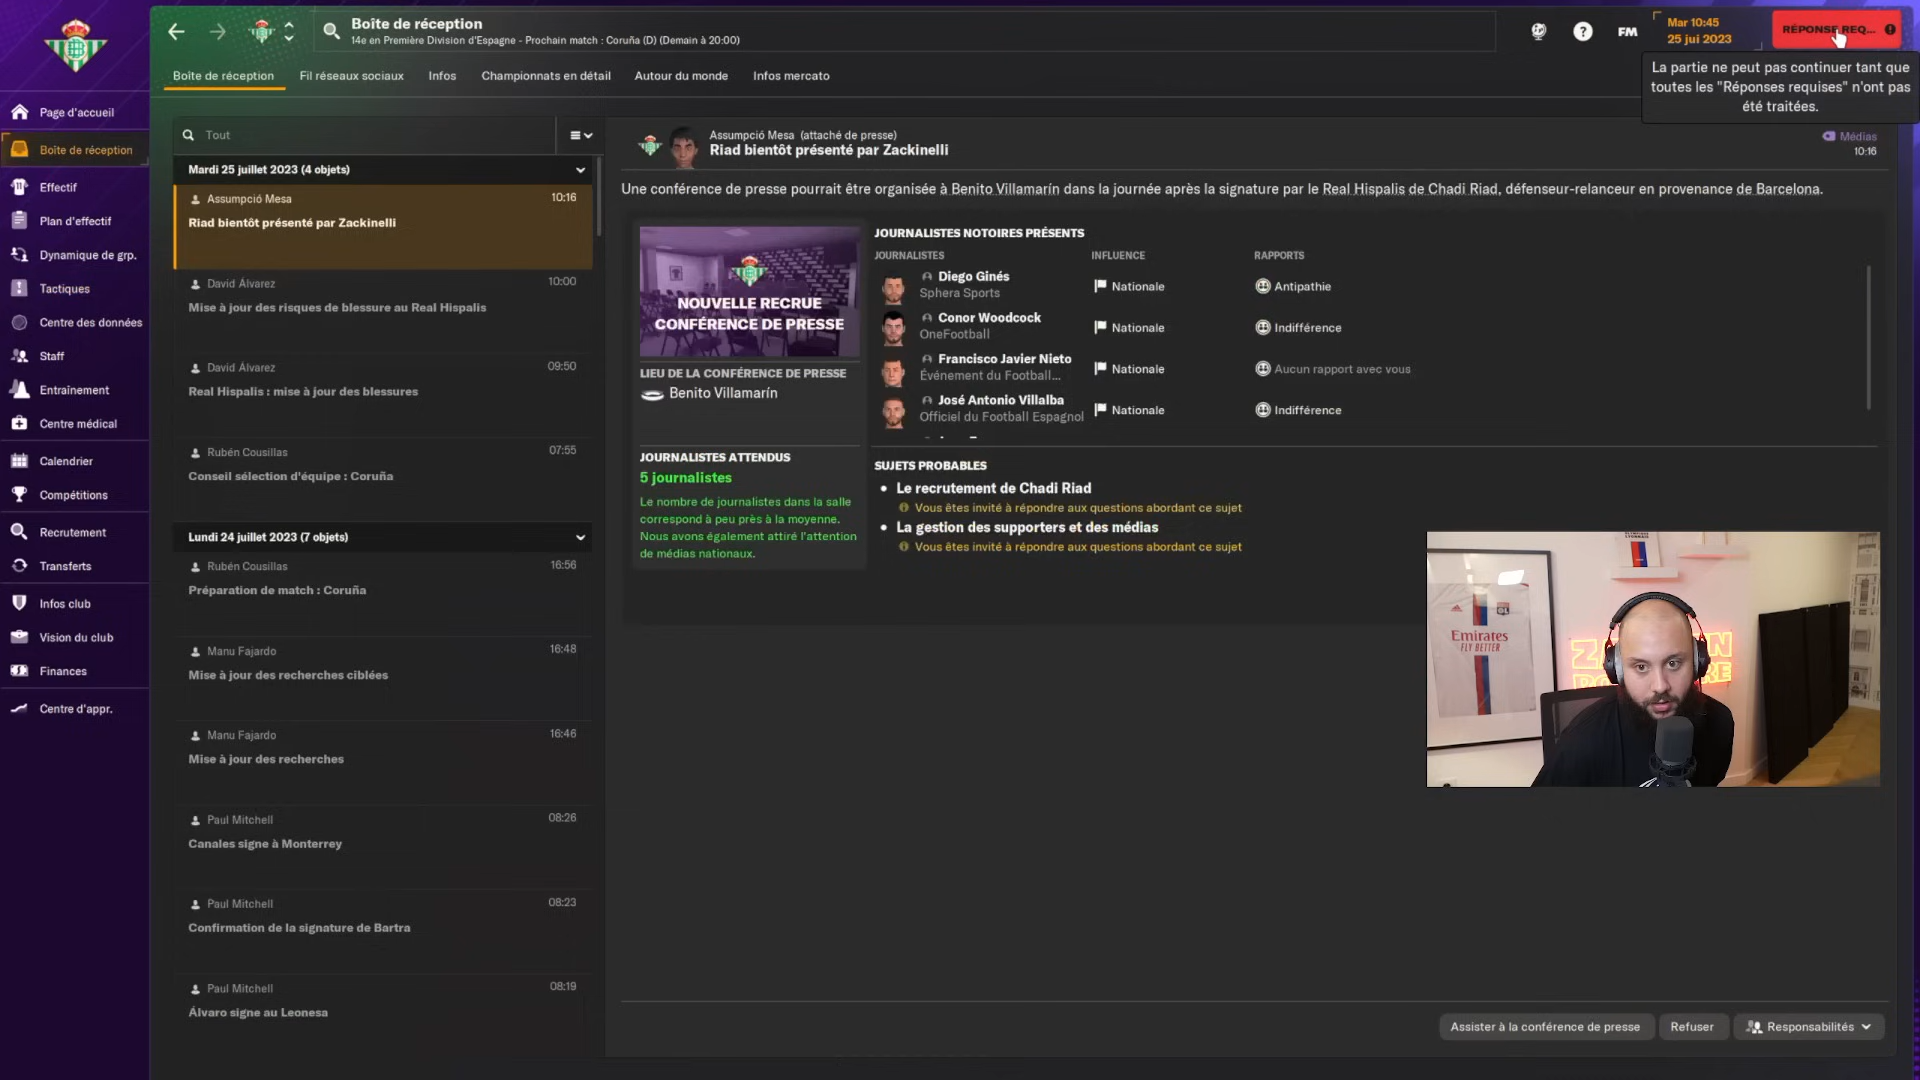 Boîte de réception
14e en Première Division d'Espagne - Prochain match : Coruña (D) (Demain à 20:00)
FM
Mar 10:45
25 jui 2023
RÉPONSE REQ...
La partie ne peut pas continuer tant que
toutes les "Réponses requises" n'ont pas
été traitées.
Boîte de réception
Fil réseaux sociaux
Infos
Championnats en détail
Autour du monde
Infos mercato
Page d'accueil
Boîte de réception
Effectif
Plan d'effectif
Dynamique de grp.
Tactiques
Centre des données
Staff
Entraînement
Centre médical
Calendrier
Compétitions
Recrutement
Transferts
Infos club
Vision du club
Finances
Centre d'appr.
Tout
Mardi 25 juillet 2023 (4 objets)
Assumpció Mesa 10:16
Riad bientôt présenté par Zackinelli
David Álvarez 10:00
Mise à jour des risques de blessure au Real Hispalis
David Álvarez 09:50
Real Hispalis : mise à jour des blessures
Rubén Cousillas 07:55
Conseil sélection d'équipe : Coruña
Lundi 24 juillet 2023 (7 objets)
Rubén Cousillas 16:56
Préparation de match : Coruña
Manu Fajardo 16:48
Mise à jour des recherches ciblées
Manu Fajardo 16:46
Mise à jour des recherches
Paul Mitchell 08:26
Canales signe à Monterrey
Paul Mitchell 08:23
Confirmation de la signature de Bartra
Paul Mitchell 08:19
Álvaro signe au Leonesa
Assumpció Mesa (attaché de presse)
Riad bientôt présenté par Zackinelli
Médias
10:16
Une conférence de presse pourrait être organisée à Benito Villamarín dans la journée après la signature par le Real Hispalis de Chadi Riad, défenseur-relanceur en provenance de Barcelona.
NOUVELLE RECRUE
CONFÉRENCE DE PRESSE
LIEU DE LA CONFÉRENCE DE PRESSE
Benito Villamarín
JOURNALISTES ATTENDUS
5 journalistes
Le nombre de journalistes dans la salle
correspond à peu près à la moyenne.
Nous avons également attiré l'attention
de médias nationaux.
JOURNALISTES NOTOIRES PRÉSENTS
JOURNALISTES INFLUENCE RAPPORTS
Diego Ginés
Sphera Sports
Nationale
Antipathie
Conor Woodcock
OneFootball
Nationale
Indifférence
Francisco Javier Nieto
Événement du Football...
Nationale
Aucun rapport avec vous
José Antonio Villalba
Officiel du Football Espagnol
Nationale
Indifférence
SUJETS PROBABLES
• Le recrutement de Chadi Riad
Vous êtes invité à répondre aux questions abordant ce sujet
• La gestion des supporters et des médias
Vous êtes invité à répondre aux questions abordant ce sujet
Emirates
FLY BETTER
Assister à la conférence de presse
Refuser
Responsabilités